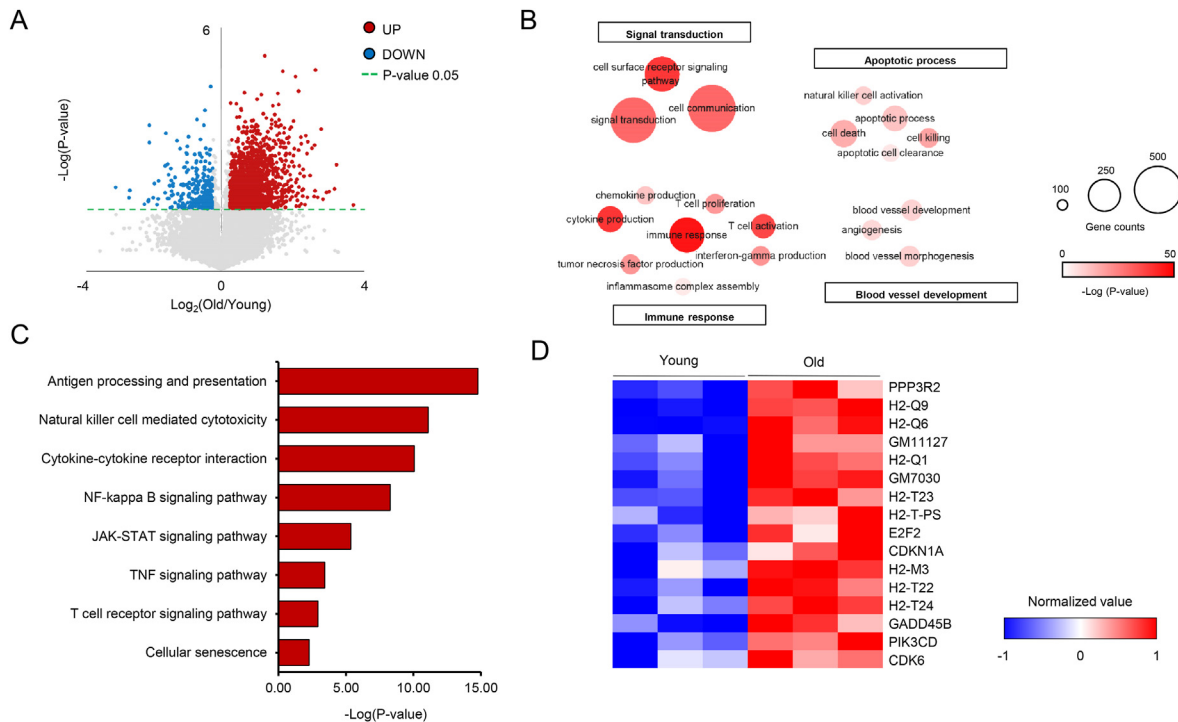 A
6
UP
DOWN
P-value 0.05
-Log(P-value)
-4
0
4
Log2(Old/Young)
B
Signal transduction
cell surface receptor signaling
pathway
cell communication
signal transduction
Apoptotic process
natural killer cell activation
apoptotic process
cell death
cell killing
apoptotic cell clearance
chemokine production
T cell proliferation
cytokine production
T cell activation
immune response
tumor necrosis factor production
interferon-gamma production
inflammasome complex assembly
Immune response
blood vessel development
angiogenesis
blood vessel morphogenesis
Blood vessel development
100
250
500
Gene counts
0
50
-Log (P-value)
C
Antigen processing and presentation
Natural killer cell mediated cytotoxicity
Cytokine-cytokine receptor interaction
NF-kappa B signaling pathway
JAK-STAT signaling pathway
TNF signaling pathway
T cell receptor signaling pathway
Cellular senescence
0.00
5.00
10.00
15.00
-Log(P-value)
D
Young
Old
PPP3R2
H2-Q9
H2-Q6
GM11127
H2-Q1
GM7030
H2-T23
H2-T-PS
E2F2
CDKN1A
H2-M3
H2-T22
H2-T24
GADD45B
PIK3CD
CDK6
Normalized value
-1
0
1